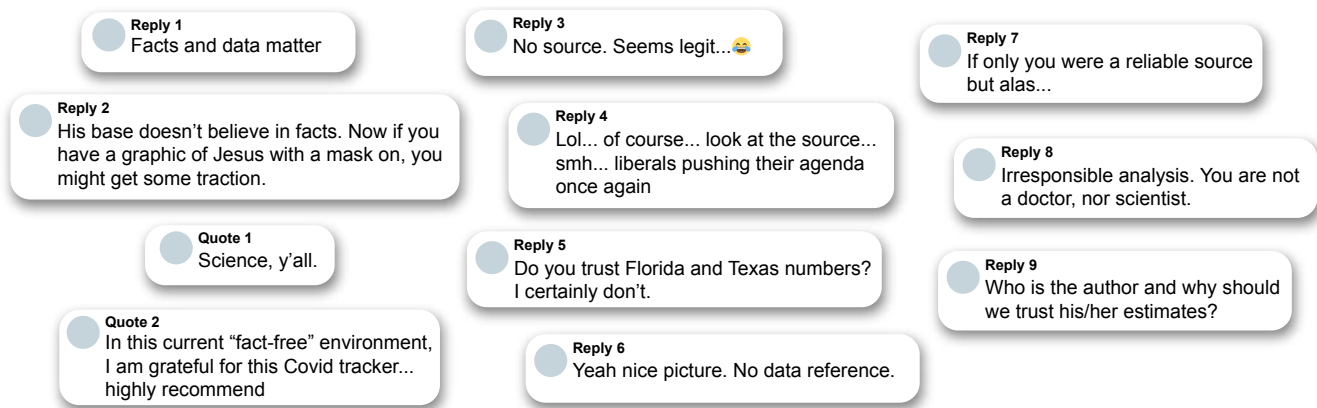 Reply 1
Facts and data matter
Reply 2
His base doesn’t believe in facts. Now if you
have a graphic of Jesus with a mask on, you
might get some traction.
Quote 1
Science, y’all.
Quote 2
In this current “fact-free” environment,
I am grateful for this Covid tracker...
highly recommend
Reply 3
No source. Seems legit...😂
Reply 4
Lol... of course... look at the source...
smh... liberals pushing their agenda
once again
Reply 5
Do you trust Florida and Texas numbers?
I certainly don’t.
Reply 6
Yeah nice picture. No data reference.
Reply 7
If only you were a reliable source
but alas...
Reply 8
Irresponsible analysis. You are not
a doctor, nor scientist.
Reply 9
Who is the author and why should
we trust his/her estimates?